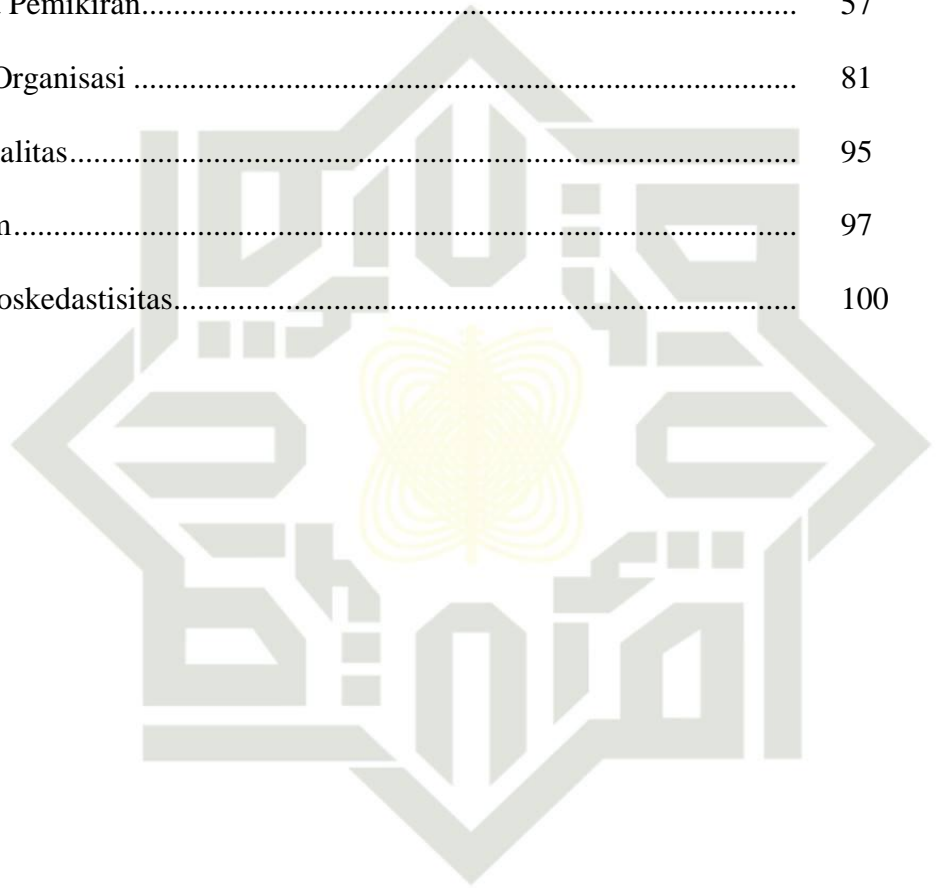 Pemikiran.......................................................................................... 57
Organisasi ................................................................................... 81
alitas........................................................................................... 95
n.................................................................................................. 97
oskedastisitas.............................................................................. 100